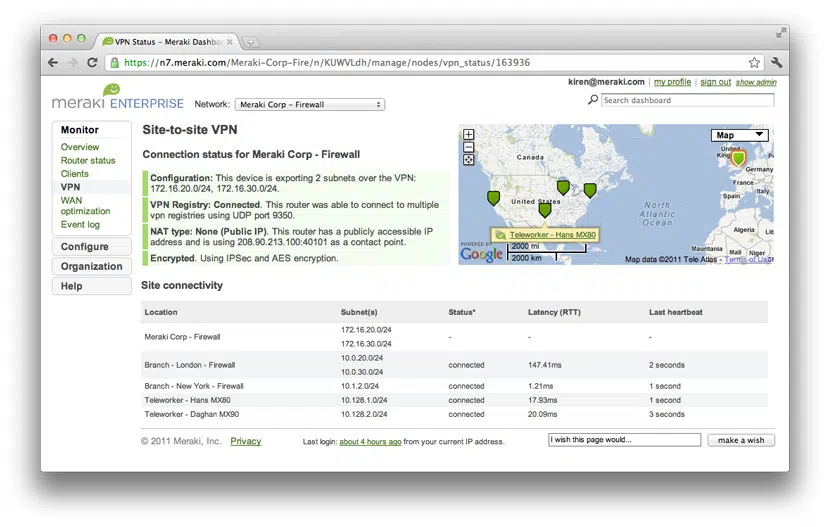 VPN Status – Meraki Dashbo
https://n7.meraki.com/Meraki-Corp-Fire/n/KUWVLdh/manage/nodes/vpn_status/163936
kiren@meraki.com | my profile | sign out show admin
meraki ENTERPRISE Network: Meraki Corp – Firewall
Search dashboard
Monitor
Overview
Router status
Clients
VPN
WAN
optimization
Event log
Configure
Organization
Help
Site-to-site VPN
Connection status for Meraki Corp - Firewall
Configuration: This device is exporting 2 subnets over the VPN:
172.16.20.0/24, 172.16.30.0/24.
VPN Registry: Connected. This router was able to connect to multiple
vpn registries using UDP port 9350.
NAT type: None (Public IP). This router has a publicly accessible IP
address and is using 208.90.213.100:40101 as a contact point.
Encrypted. Using IPSec and AES encryption.
Map
Canada
United States
North
Atlantic
Ocean
United
King
Germany
France
Italy
Spain
Algeria
Mauritania
Mali
Niger
Teleworker - Hans MX80
POWERED BY
Google
2000 mi
2000 km
Map data ©2011 Tele Atlas - Terms of Use
Site connectivity
Location Subnet(s) Status* Latency (RTT) Last heartbeat
172.16.20.0/24
Meraki Corp - Firewall - - -
172.16.30.0/24
10.0.20.0/24
Branch - London - Firewall connected 147.41ms 2 seconds
10.0.30.0/24
Branch - New York - Firewall 10.1.2.0/24 connected 1.21ms 1 second
Teleworker - Hans MX80 10.128.1.0/24 connected 17.93ms 1 second
Teleworker - Daghan MX90 10.128.2.0/24 connected 20.09ms 3 seconds
© 2011 Meraki, Inc. Privacy Last login: about 4 hours ago from your current IP address. I wish this page would... make a wish